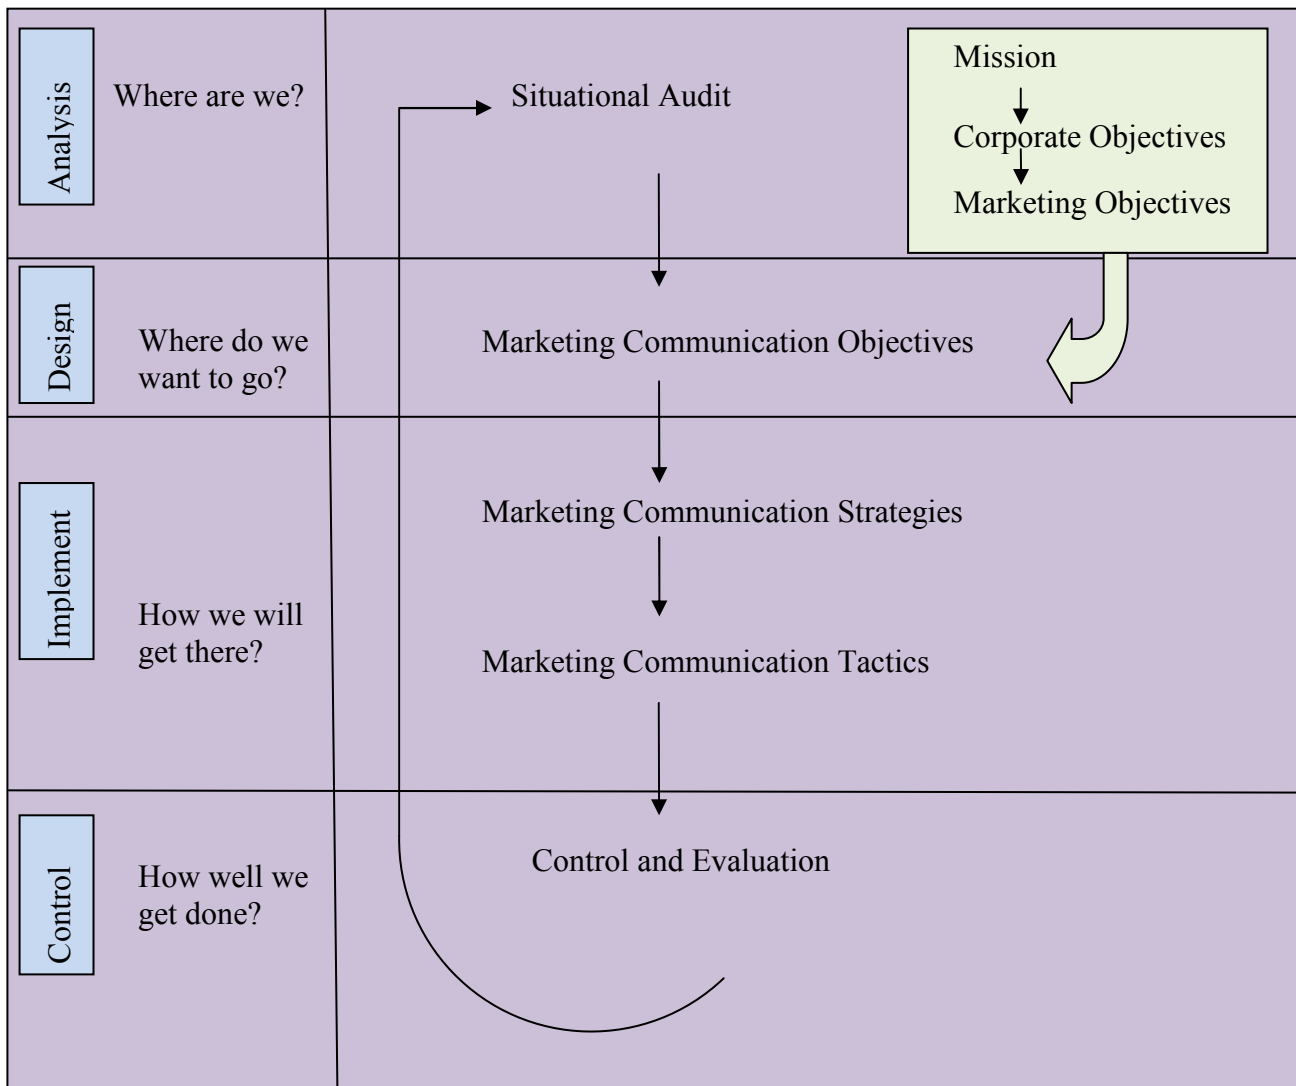 Analysis
Where are we?
Situational Audit
Mission
Corporate Objectives
Marketing Objectives
Design
Where do we
want to go?
Marketing Communication Objectives
Implement
How we will
get there?
Marketing Communication Strategies
Marketing Communication Tactics
Control
How well we
get done?
Control and Evaluation